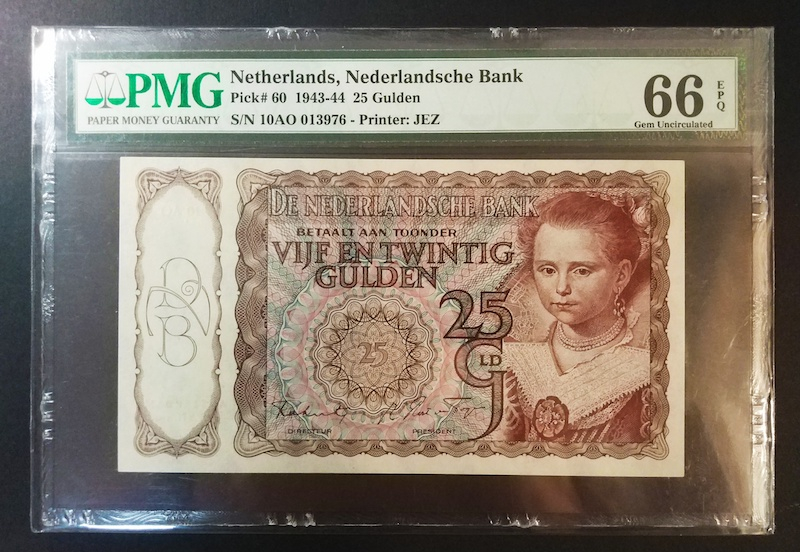 PMG
PAPER MONEY GUARANTY
Netherlands, Nederlandsche Bank
Pick# 60 1943-44 25 Gulden
S/N 10AO 013976 - Printer: JEZ
66 EPQ
Gem Uncirculated
DE NEDERLANDSCHE BANK
BETAALT AAN TOONDER
VIJF EN TWINTIG
GULDEN
25
GLD
25
DNB
DIRECTEUR PRESIDENT